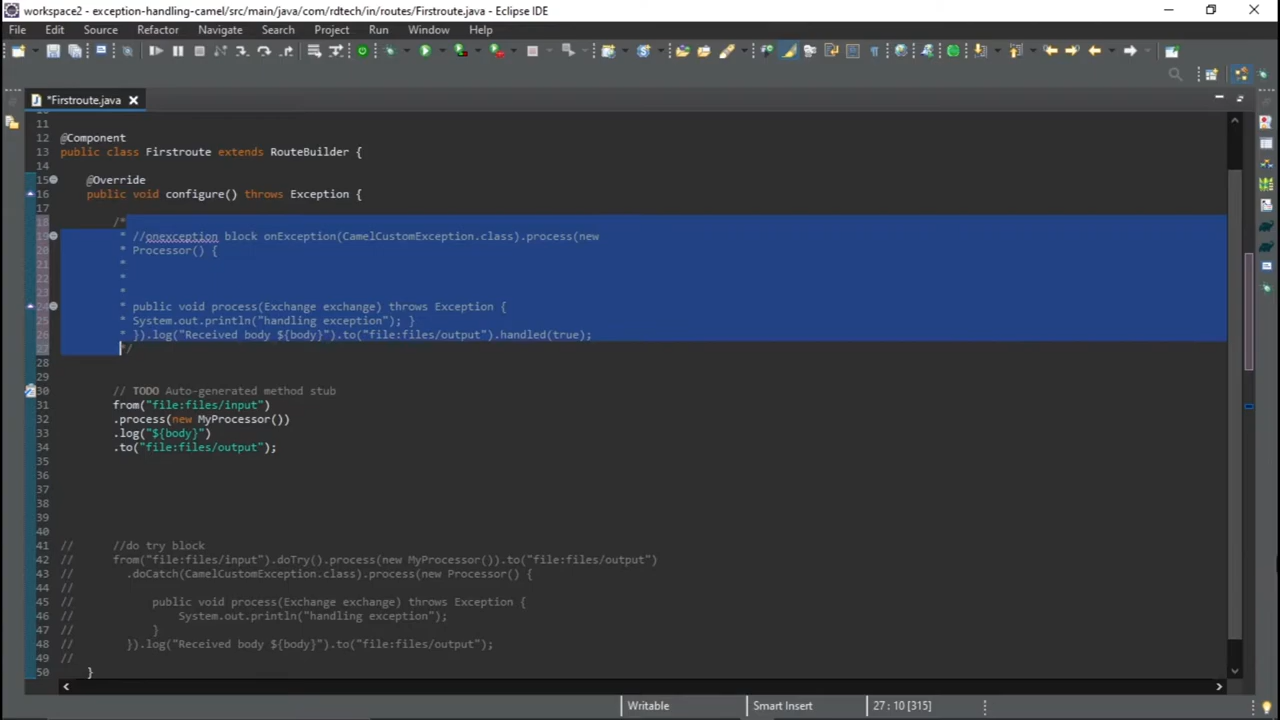 workspace2 - exception-handling-camel/src/main/java/com/rdtech/in/routes/Firstroute.java - Eclipse IDE
File Edit Source Refactor Navigate Search Project Run Window Help
*Firstroute.java
11
12 @Component
13 public class Firstroute extends RouteBuilder {
14
15 @Override
16 public void configure() throws Exception {
17
18 /*
19 * //onexception block onException(CamelCustomException.class).process(new
20 * Processor() {
21 *
22 *
23 *
24 * public void process(Exchange exchange) throws Exception {
25 * System.out.println("handling exception"); }
26 * }).log("Received body ${body}").to("file:files/output").handled(true);
27 */
28
29
30 // TODO Auto-generated method stub
31 from("file:files/input")
32 .process(new MyProcessor())
33 .log("${body}")
34 .to("file:files/output");
35
36
37
38
39
40
41 // //do try block
42 // from("file:files/input").doTry().process(new MyProcessor()).to("file:files/output")
43 // .doCatch(CamelCustomException.class).process(new Processor() {
44 //
45 // public void process(Exchange exchange) throws Exception {
46 // System.out.println("handling exception");
47 // }
48 // }).log("Received body ${body}").to("file:files/output");
49 //
50 }
Writable Smart Insert 27 : 10 [315]